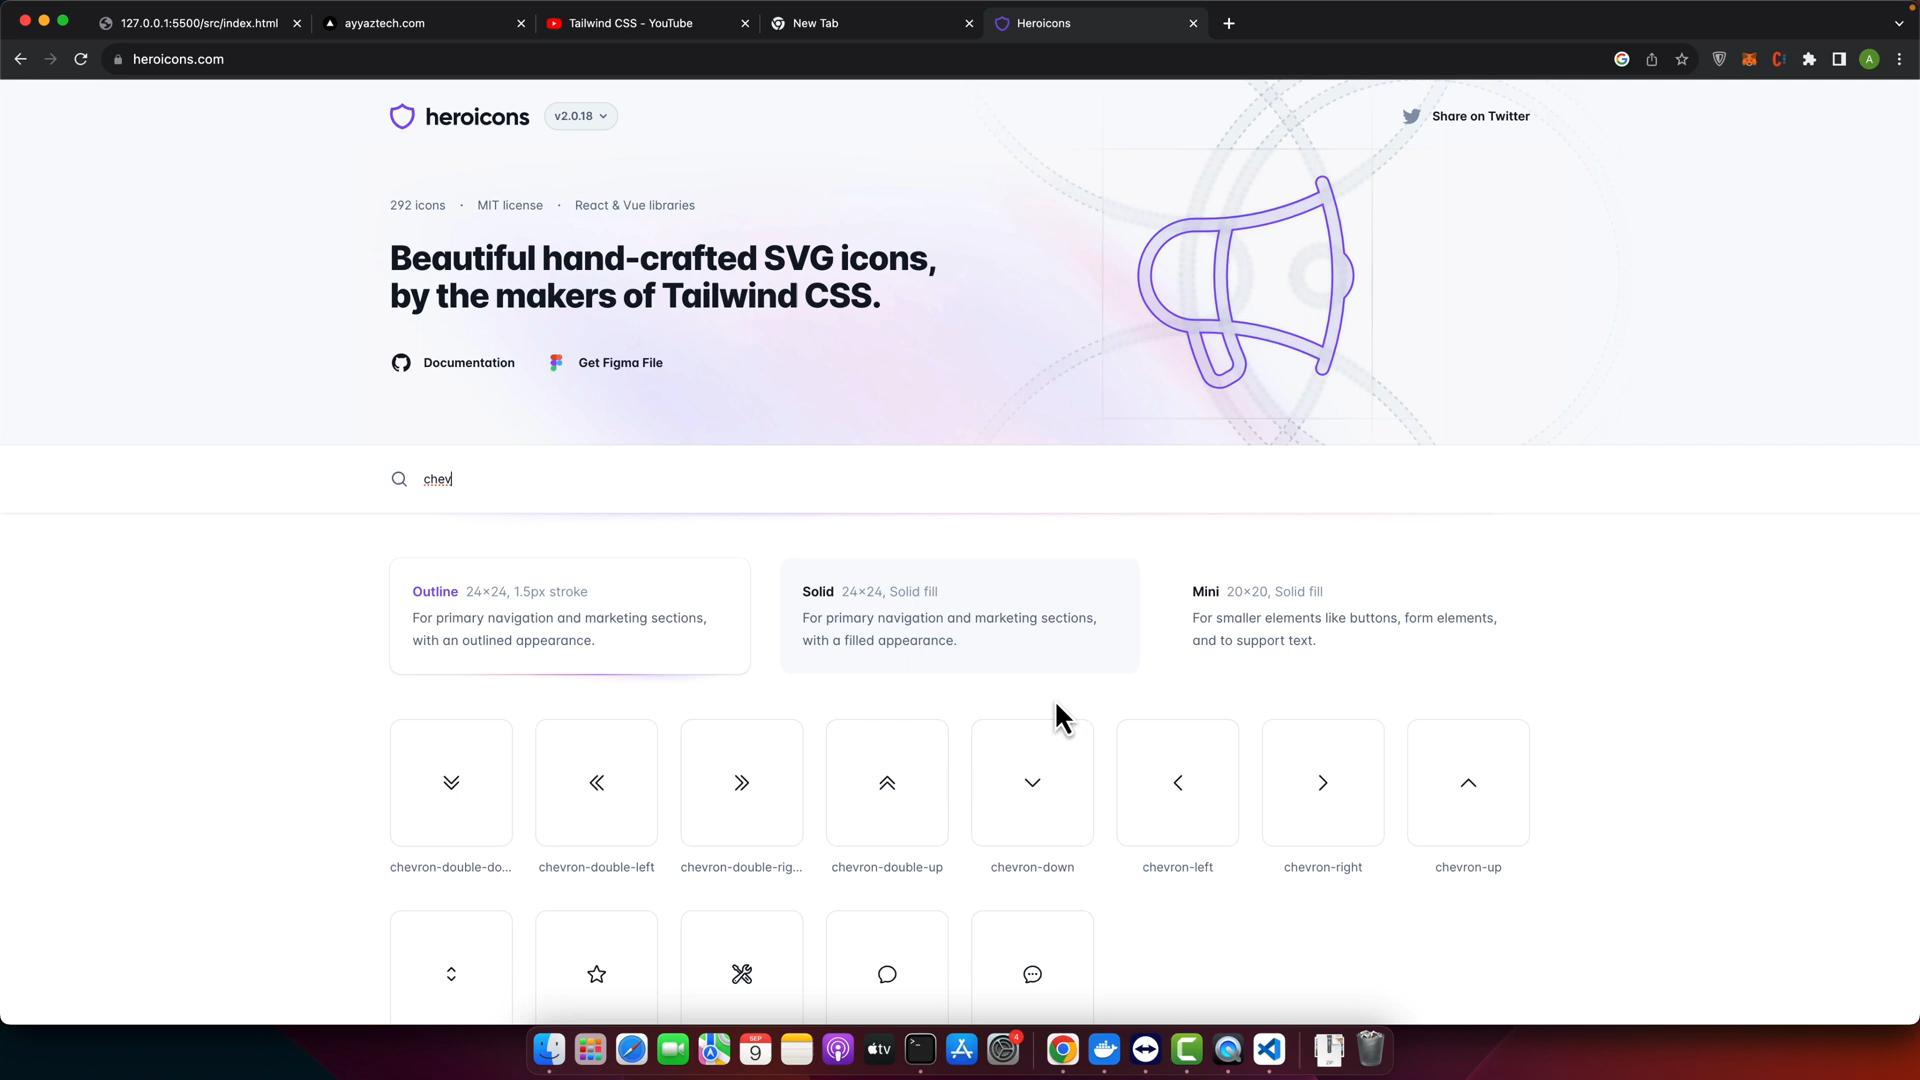 127.0.0.1:5500/src/index.html
ayyaztech.com
Tailwind CSS - YouTube
New Tab
Heroicons
heroicons.com
A
heroicons
v2.0.18
Share on Twitter
292 icons · MIT license · React & Vue libraries
Beautiful hand-crafted SVG icons,
by the makers of Tailwind CSS.
Documentation
Get Figma File
chev
Outline 24×24, 1.5px stroke
For primary navigation and marketing sections,
with an outlined appearance.
Solid 24×24, Solid fill
For primary navigation and marketing sections,
with a filled appearance.
Mini 20×20, Solid fill
For smaller elements like buttons, form elements,
and to support text.
chevron-double-do...
chevron-double-left
chevron-double-rig...
chevron-double-up
chevron-down
chevron-left
chevron-right
chevron-up
SEP
9
tv
4
ZIP